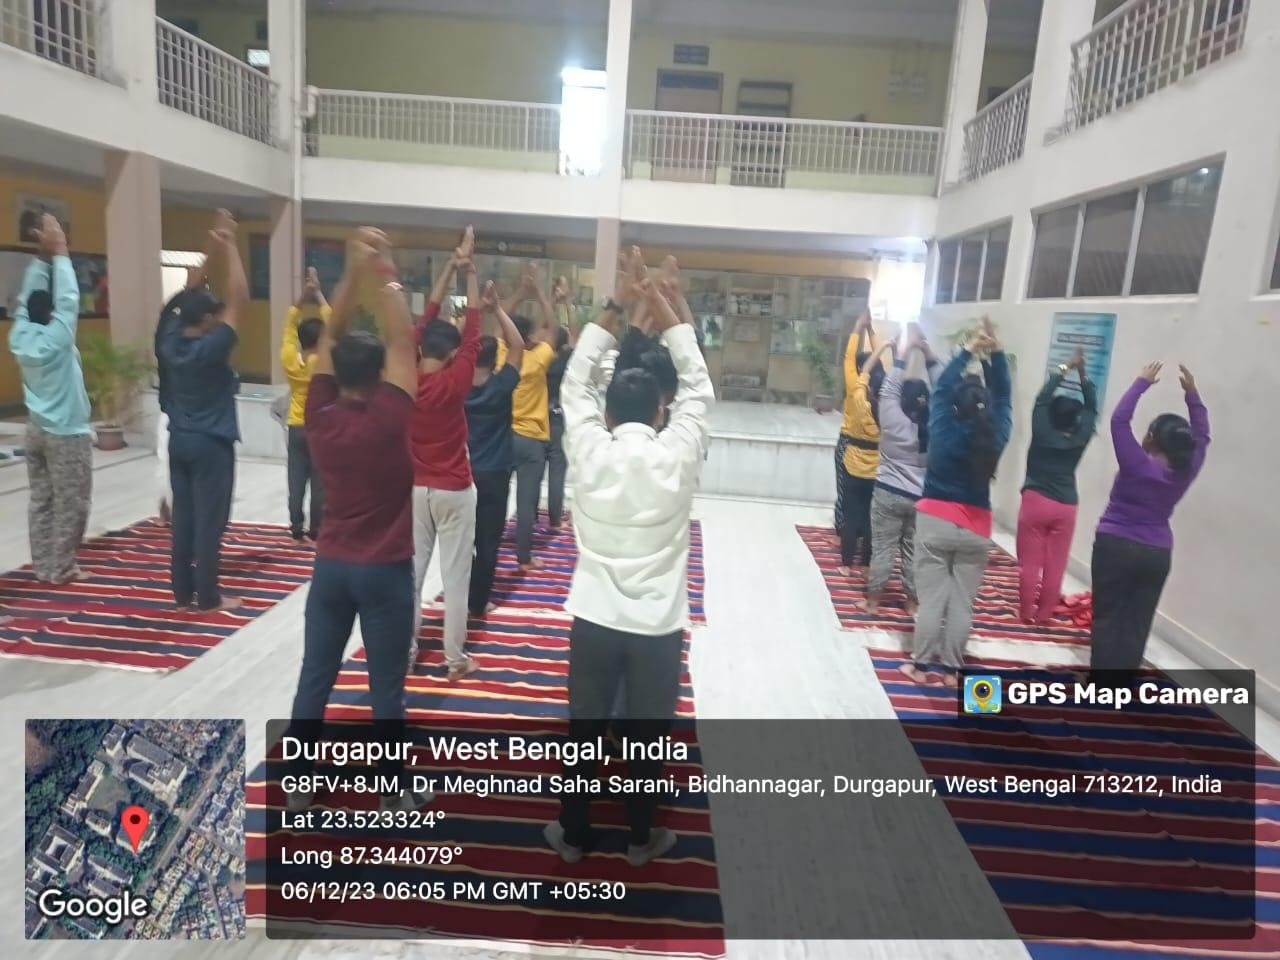 GPS Map Camera
Durgapur, West Bengal, India
G8FV+8JM, Dr Meghnad Saha Sarani, Bidhannagar, Durgapur, West Bengal 713212, India
Lat 23.523324°
Long 87.344079°
06/12/23 06:05 PM GMT +05:30
Google